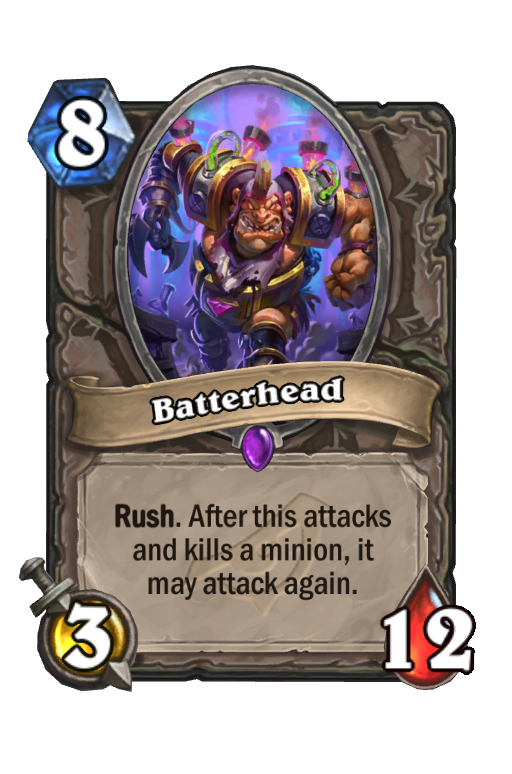 8
Batterhead
Rush. After this attacks
and kills a minion, it
may attack again.
3
12